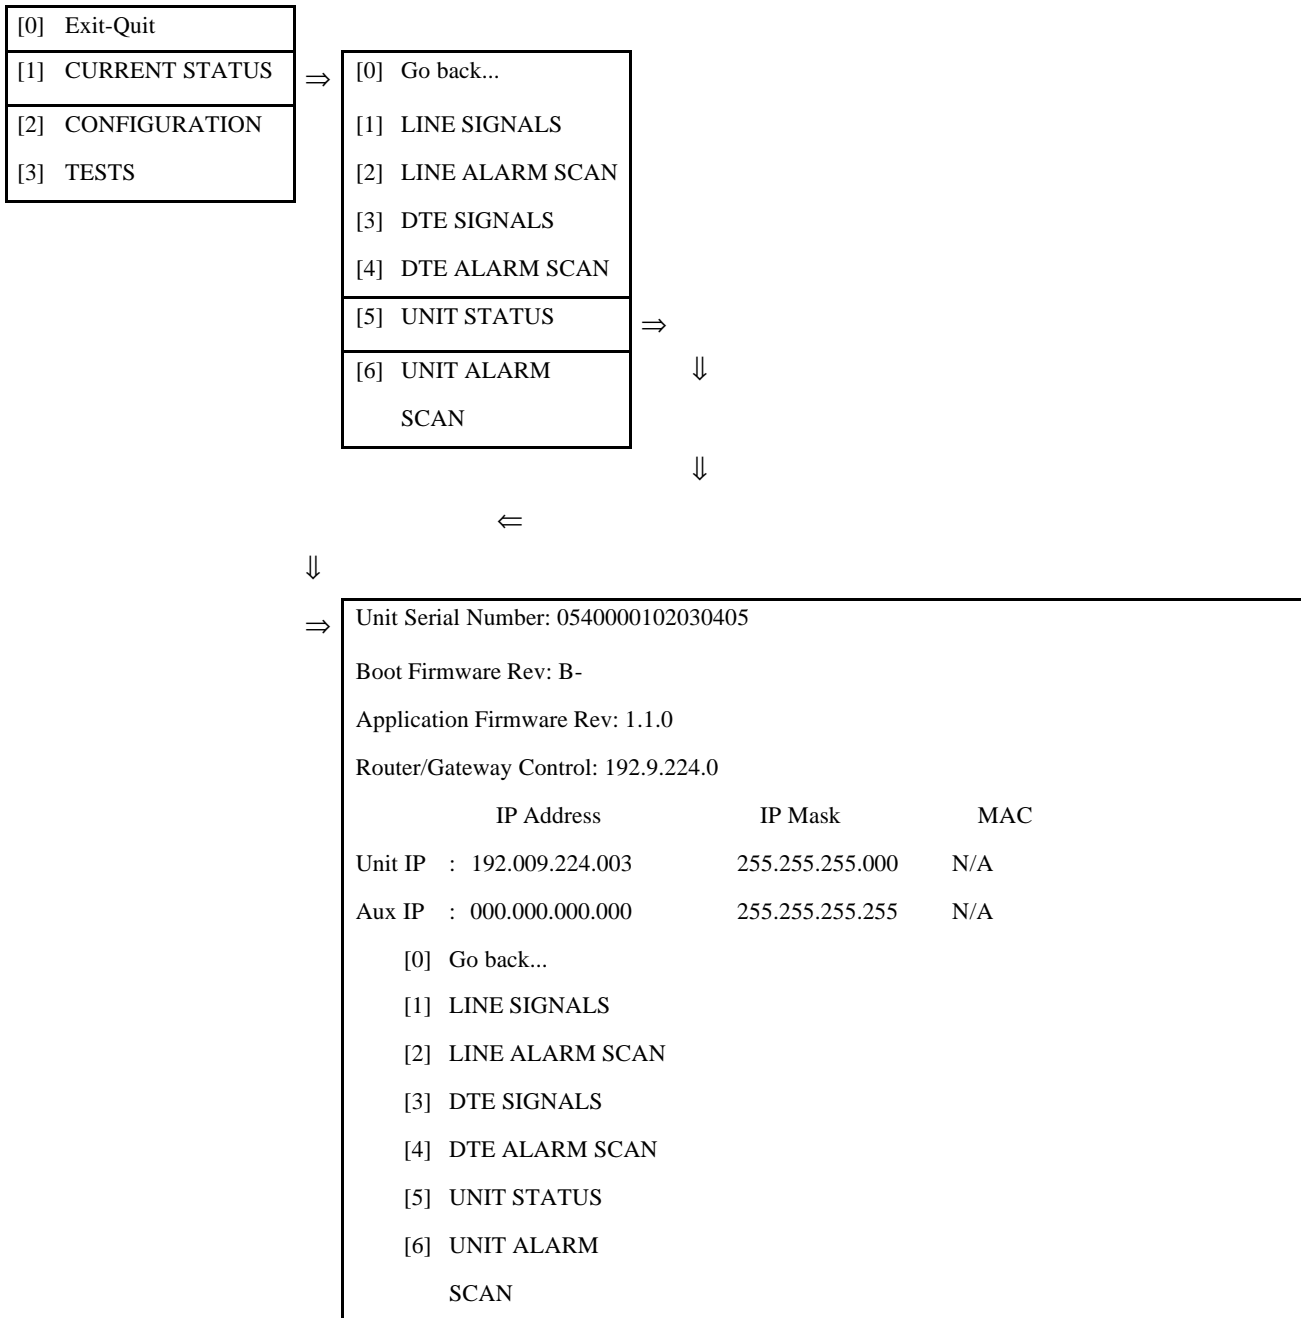 [0] Exit-Quit
[1] CURRENT STATUS ⇒ [0] Go back...
[2] CONFIGURATION [1] LINE SIGNALS
[3] TESTS [2] LINE ALARM SCAN
[3] DTE SIGNALS
[4] DTE ALARM SCAN
[5] UNIT STATUS ⇒
[6] UNIT ALARM ⇓
SCAN
⇓
⇐
⇓
⇒ Unit Serial Number: 0540000102030405
Boot Firmware Rev: B-
Application Firmware Rev: 1.1.0
Router/Gateway Control: 192.9.224.0
IP Address IP Mask MAC
Unit IP : 192.009.224.003 255.255.255.000 N/A
Aux IP : 000.000.000.000 255.255.255.255 N/A
[0] Go back...
[1] LINE SIGNALS
[2] LINE ALARM SCAN
[3] DTE SIGNALS
[4] DTE ALARM SCAN
[5] UNIT STATUS
[6] UNIT ALARM
SCAN